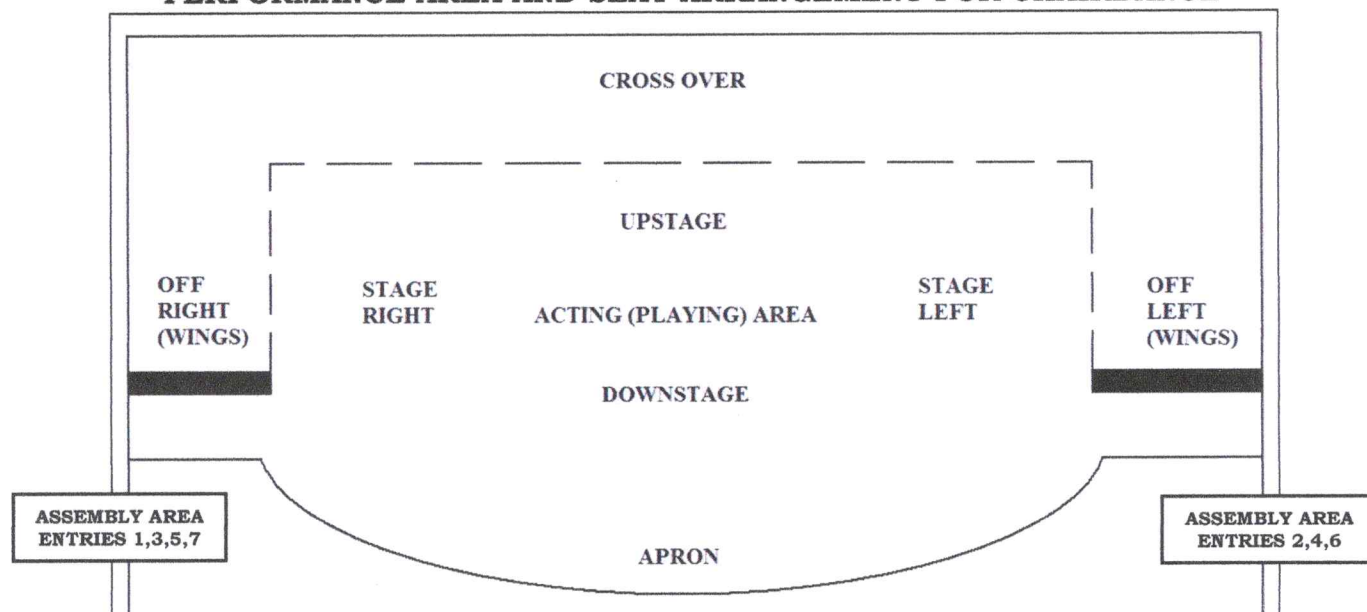 CROSS OVER
UPSTAGE
OFF
RIGHT
(WINGS)
STAGE
RIGHT
ACTING (PLAYING) AREA
STAGE
LEFT
OFF
LEFT
(WINGS)
DOWNSTAGE
ASSEMBLY AREA
ENTRIES 1,3,5,7
APRON
ASSEMBLY AREA
ENTRIES 2,4,6